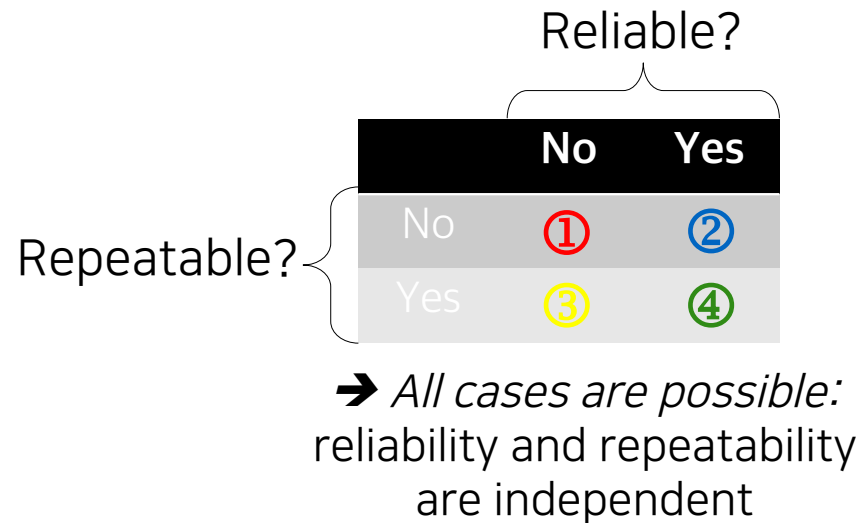 Reliable?
No Yes
Repeatable?
No ① ②
Yes ③ ④
➔ All cases are possible:
reliability and repeatability
are independent